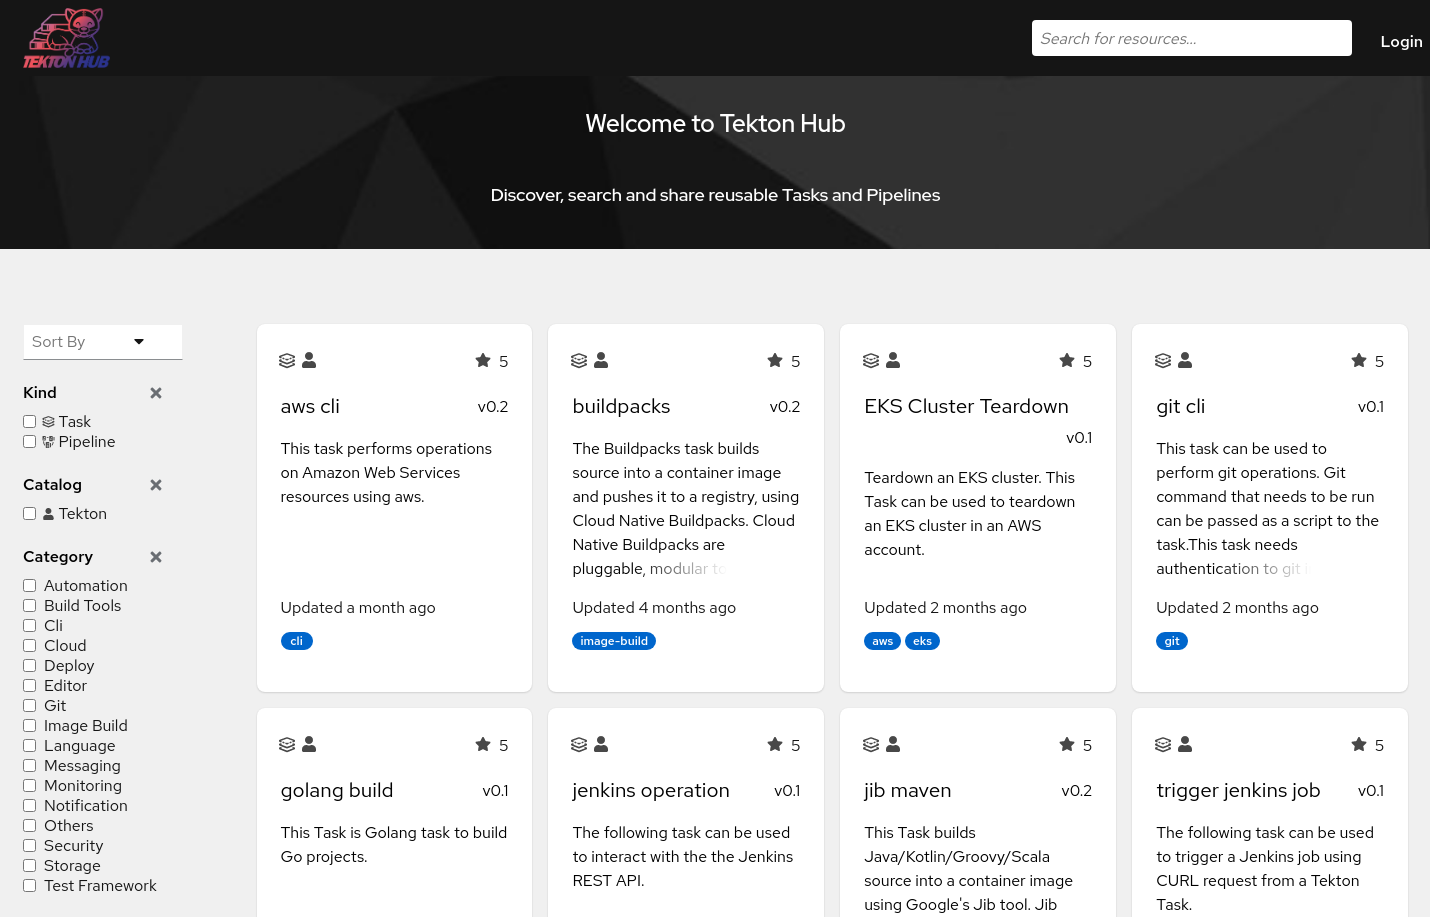 TEKTON HUB
Search for resources...
Login
Welcome to Tekton Hub
Discover, search and share reusable Tasks and Pipelines
Sort By
Kind
Task
Pipeline
Catalog
Tekton
Category
Automation
Build Tools
Cli
Cloud
Deploy
Editor
Git
Image Build
Language
Messaging
Monitoring
Notification
Others
Security
Storage
Test Framework
5
aws cli
v0.2
This task performs operations
on Amazon Web Services
resources using aws.
Updated a month ago
cli
5
buildpacks
v0.2
The Buildpacks task builds
source into a container image
and pushes it to a registry, using
Cloud Native Buildpacks. Cloud
Native Buildpacks are
pluggable, modular to
Updated 4 months ago
image-build
5
EKS Cluster Teardown
v0.1
Teardown an EKS cluster. This
Task can be used to teardown
an EKS cluster in an AWS
account.
Updated 2 months ago
aws
eks
5
git cli
v0.1
This task can be used to
perform git operations. Git
command that needs to be run
can be passed as a script to the
task.This task needs
authentication to git
Updated 2 months ago
git
5
golang build
v0.1
This Task is Golang task to build
Go projects.
5
jenkins operation
v0.1
The following task can be used
to interact with the the Jenkins
REST API.
5
jib maven
v0.2
This Task builds
Java/Kotlin/Groovy/Scala
source into a container image
using Google's Jib tool. Jib
5
trigger jenkins job
v0.1
The following task can be used
to trigger a Jenkins job using
CURL request from a Tekton
Task.